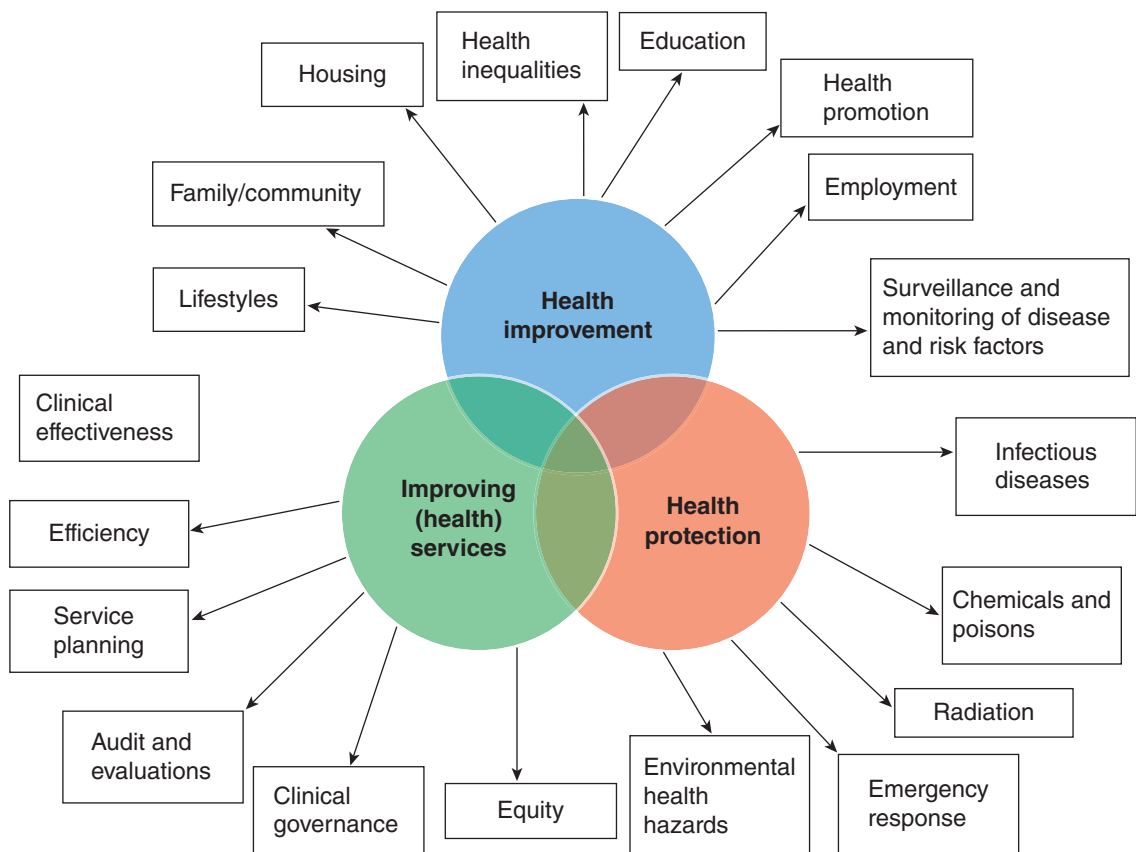 Housing
Health
inequalities
Education
Health
promotion
Family/community
Employment
Lifestyles
Health
improvement
Surveillance and
monitoring of disease
and risk factors
Clinical
effectiveness
Infectious
diseases
Improving
(health)
services
Health
protection
Efficiency
Service
planning
Chemicals and
poisons
Radiation
Audit and
evaluations
Clinical
governance
Equity
Environmental
health
hazards
Emergency
response